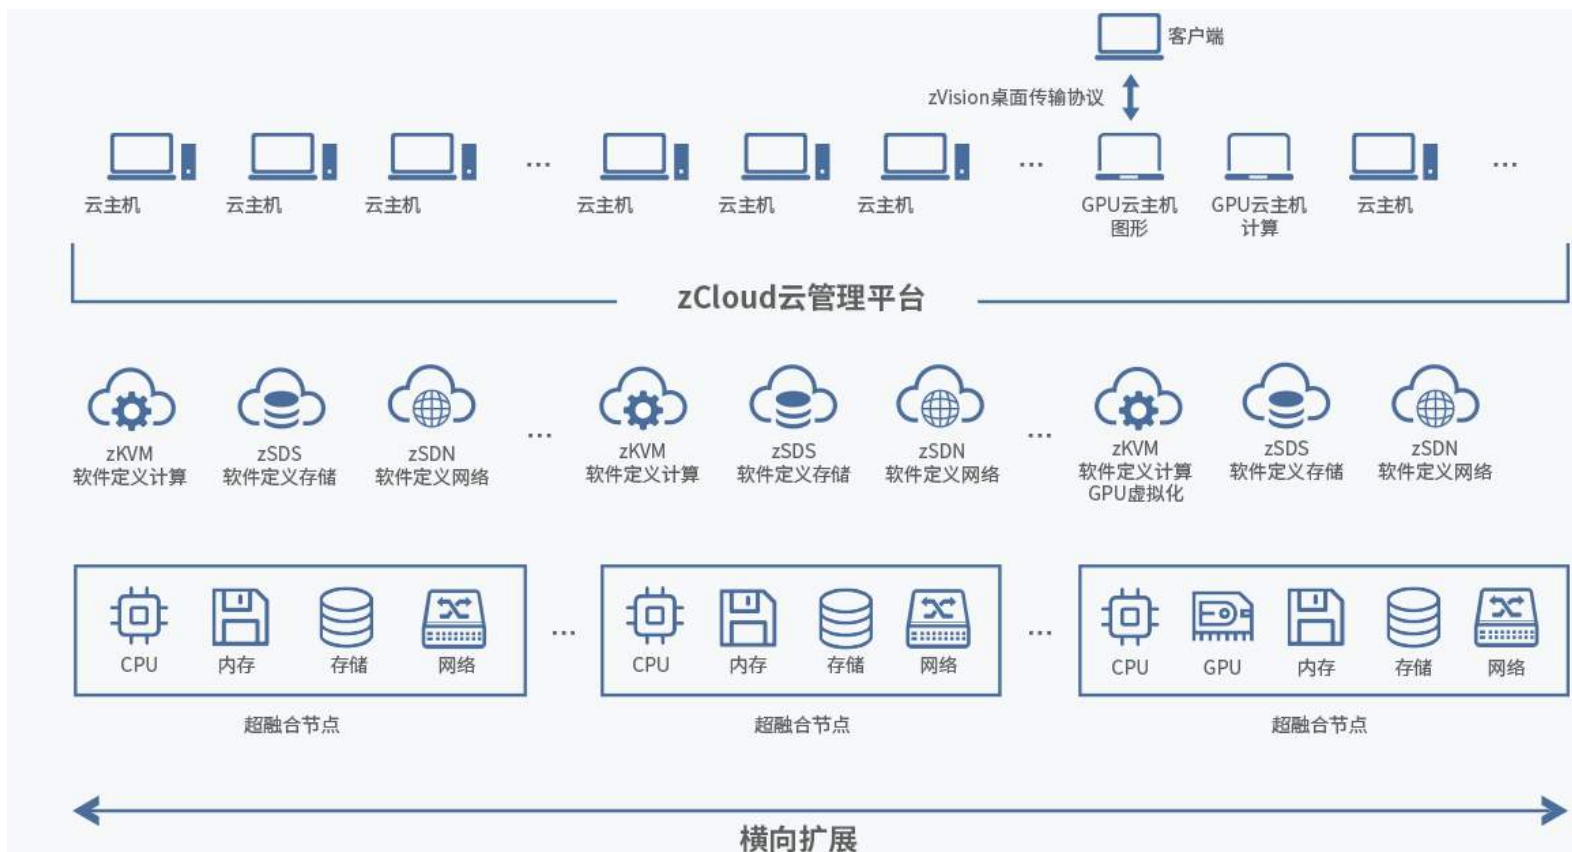 客户端
zVision桌面传输协议
...
...
...
云主机
云主机
云主机
云主机
云主机
云主机
GPU云主机
图形
GPU云主机
计算
云主机
zCloud云管理平台
...
...
zKVM
软件定义计算
zSDS
软件定义存储
zSDN
软件定义网络
zKVM
软件定义计算
zSDS
软件定义存储
zSDN
软件定义网络
zKVM
软件定义计算
GPU虚拟化
zSDS
软件定义存储
zSDN
软件定义网络
...
...
CPU
内存
存储
网络
CPU
内存
存储
网络
CPU
GPU
内存
存储
网络
超融合节点
超融合节点
超融合节点
横向扩展